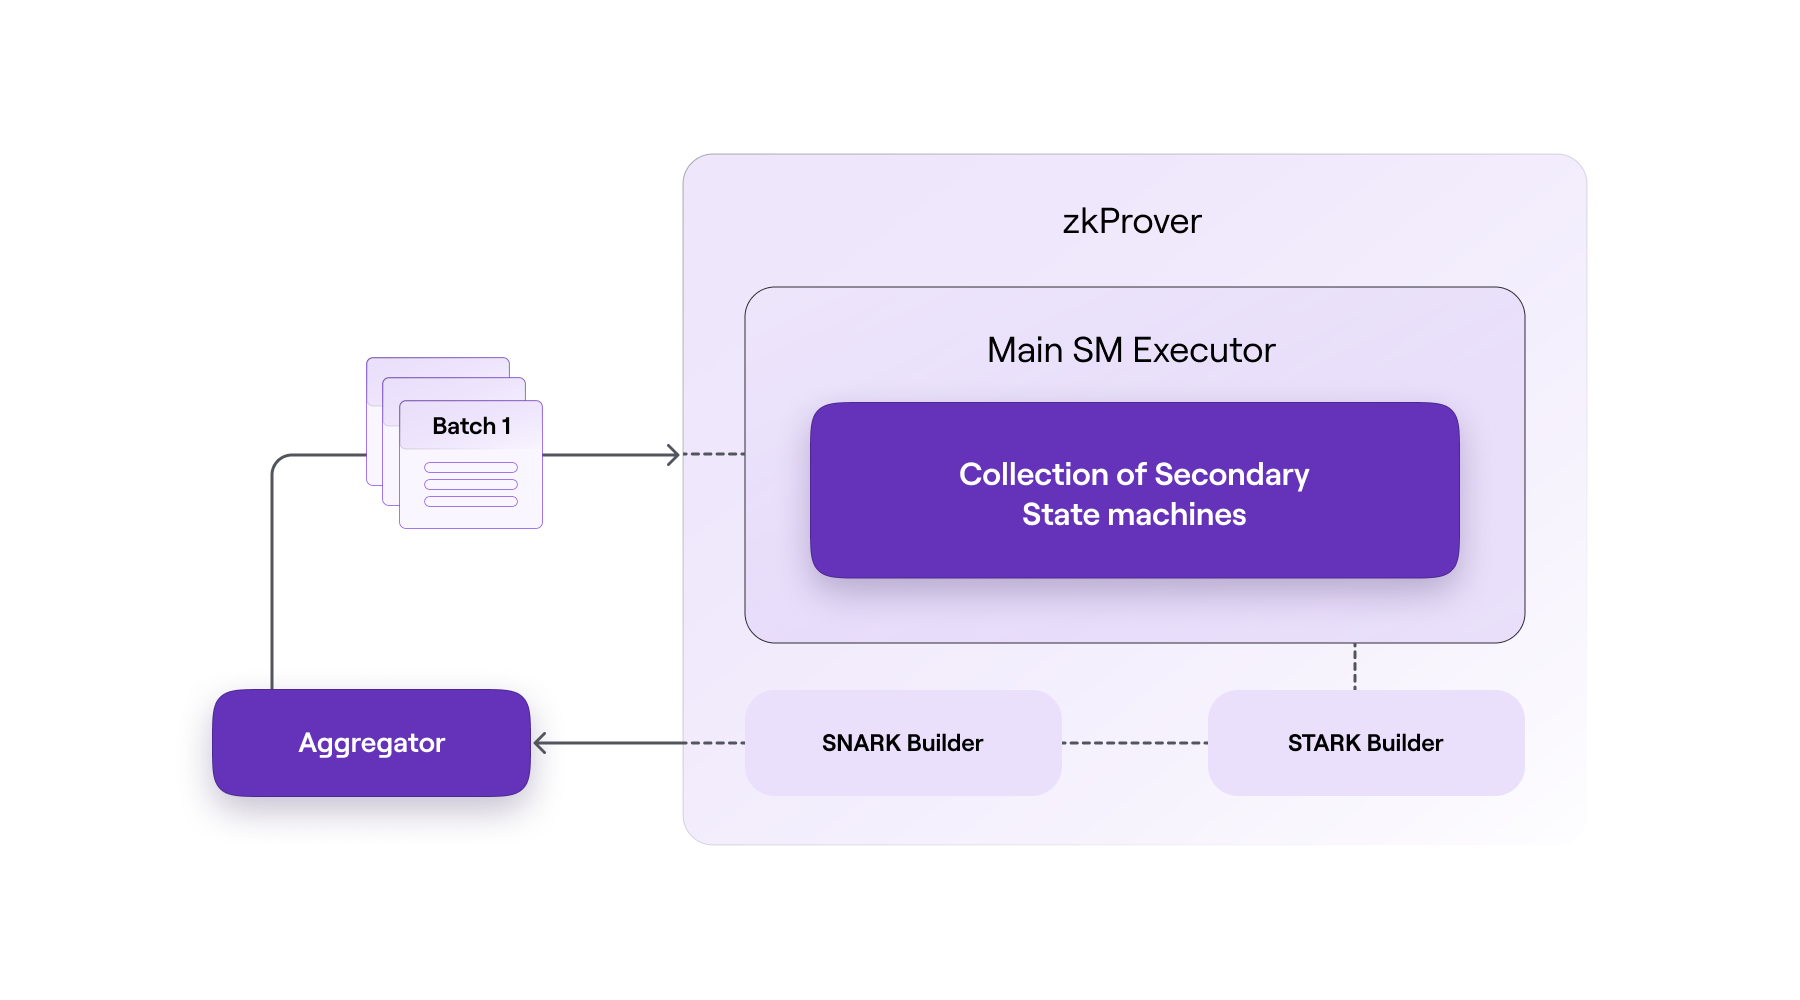 zkProver
Main SM Executor
Collection of Secondary
State machines
Batch 1
Aggregator
SNARK Builder
STARK Builder